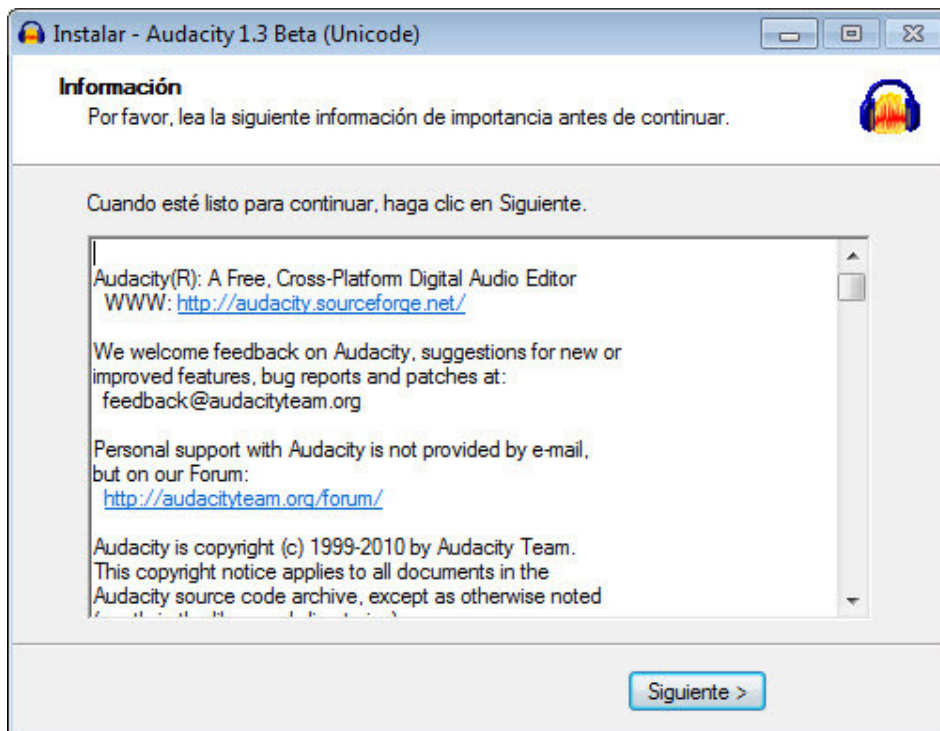 Instalar - Audacity 1.3 Beta (Unicode)
Información
Por favor, lea la siguiente información de importancia antes de continuar.
Cuando esté listo para continuar, haga clic en Siguiente.
Audacity(R): A Free, Cross-Platform Digital Audio Editor
WWW: http://audacity.sourceforge.net/
We welcome feedback on Audacity, suggestions for new or
improved features, bug reports and patches at:
feedback@audacityteam.org
Personal support with Audacity is not provided by e-mail,
but on our Forum:
http://audacityteam.org/forum/
Audacity is copyright (c) 1999-2010 by Audacity Team.
This copyright notice applies to all documents in the
Audacity source code archive, except as otherwise noted
Siguiente >